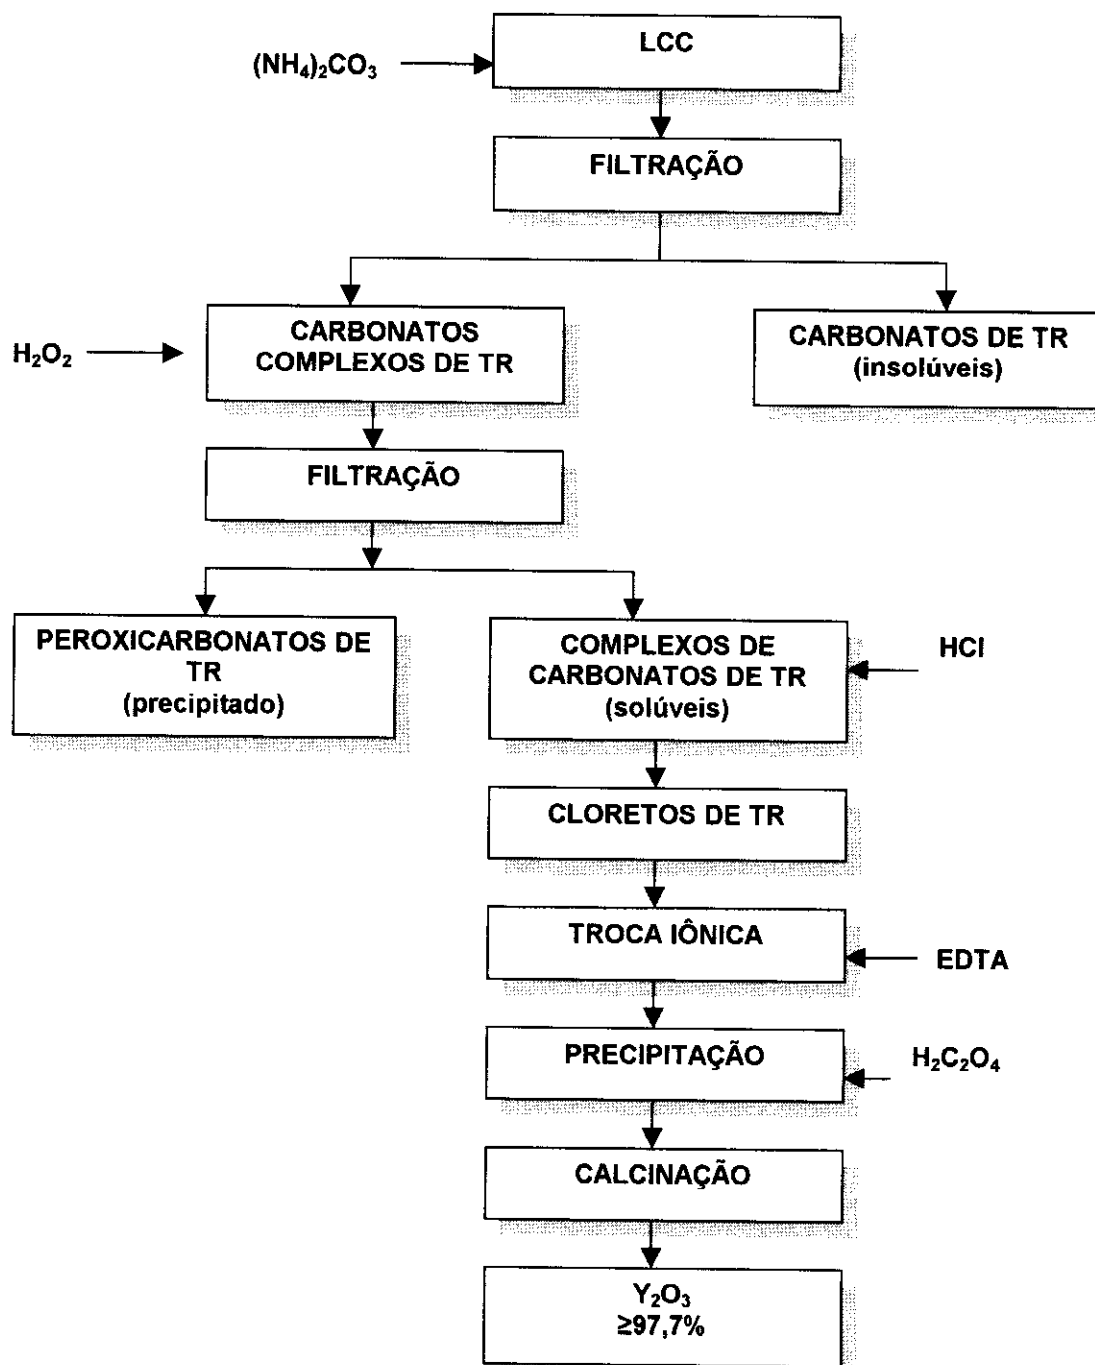 LCC
(NH₄)₂CO₃
FILTRAÇÃO
CARBONATOS
COMPLEXOS DE TR
CARBONATOS DE TR
(insolúveis)
H₂O₂
FILTRAÇÃO
PEROXICARBONATOS DE
TR
(precipitado)
COMPLEXOS DE
CARBONATOS DE TR
(solúveis)
HCl
CLORETOS DE TR
TROCA IÔNICA
EDTA
PRECIPITAÇÃO
H₂C₂O₄
CALCINAÇÃO
Y₂O₃
≥97,7%